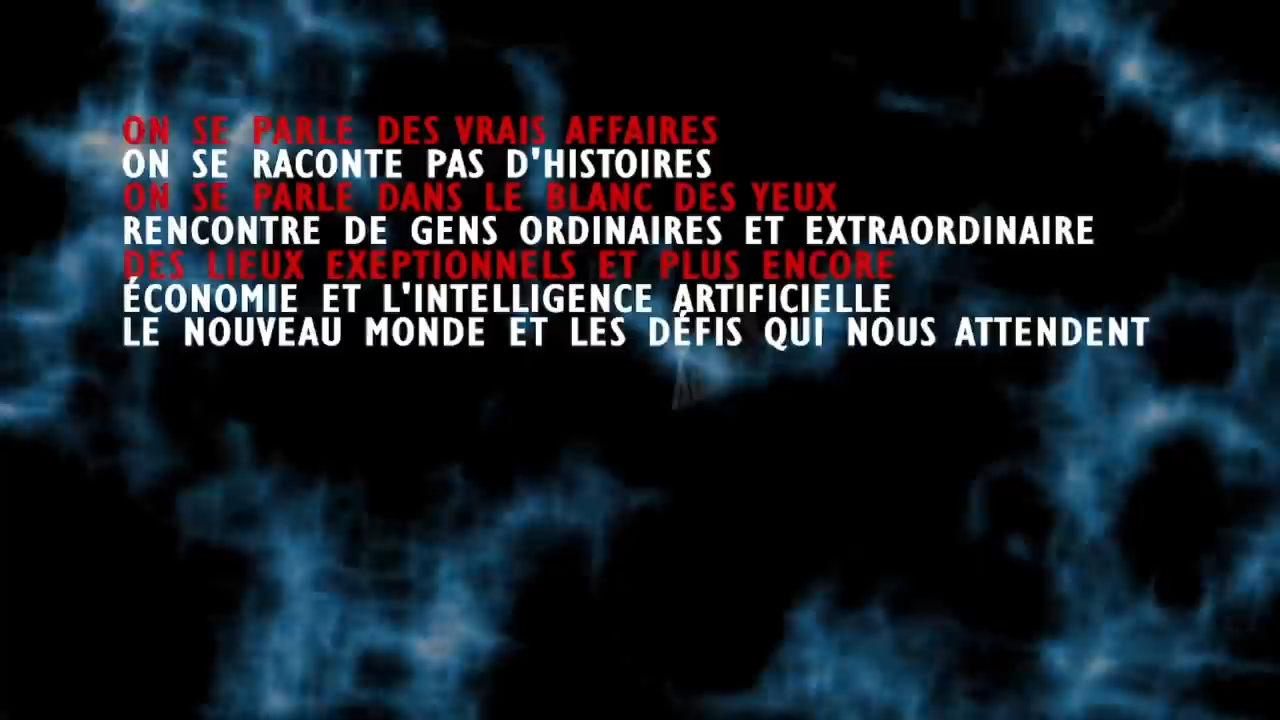 ON SE PARLE DES VRAIS AFFAIRES
ON SE RACONTE PAS D'HISTOIRES
ON SE PARLE DANS LE BLANC DES YEUX
RENCONTRE DE GENS ORDINAIRES ET EXTRAORDINAIRE
DES LIEUX EXEPTIONNELS ET PLUS ENCORE
ÉCONOMIE ET L'INTELLIGENCE ARTIFICIELLE
LE NOUVEAU MONDE ET LES DÉFIS QUI NOUS ATTENDENT